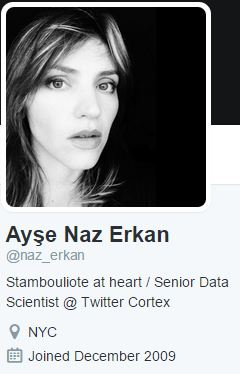 Ayşe Naz Erkan
@naz_erkan
Stambouliote at heart / Senior Data
Scientist @ Twitter Cortex
NYC
Joined December 2009